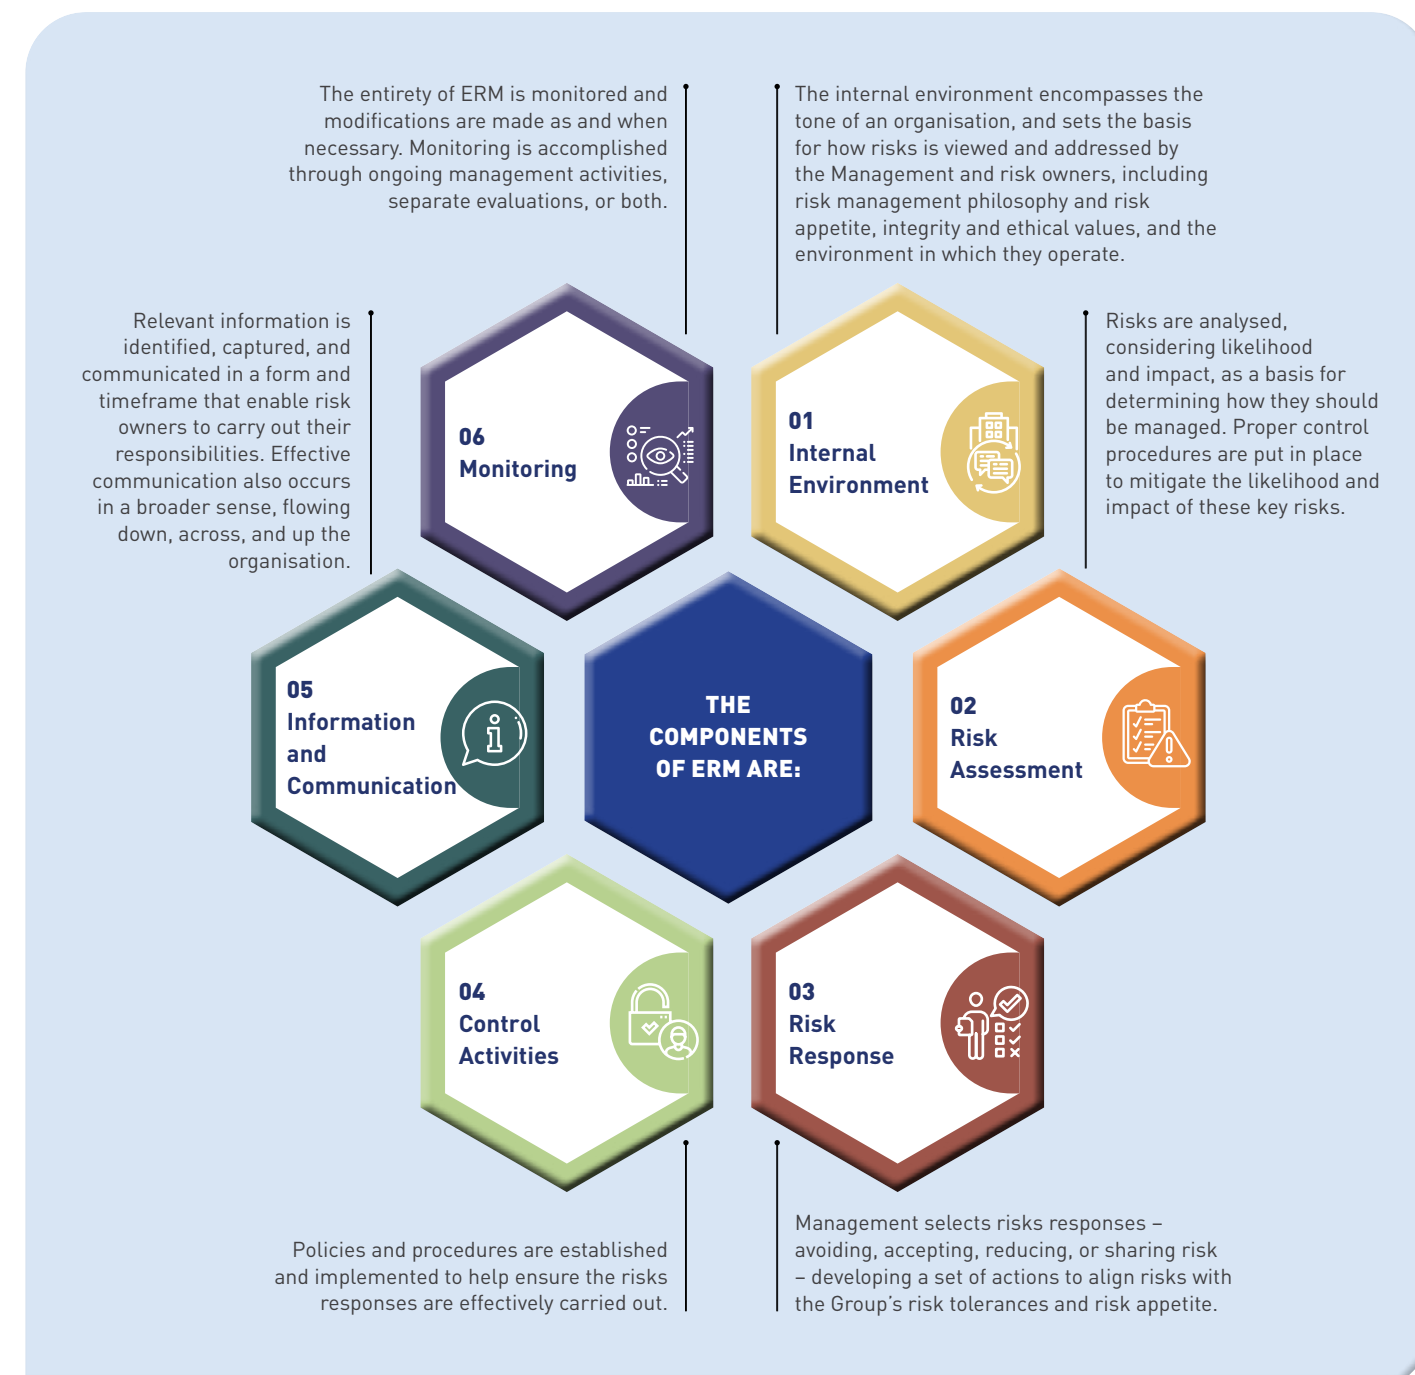 The entirety of ERM is monitored and
modifications are made as and when
necessary. Monitoring is accomplished
through ongoing management activities,
separate evaluations, or both.
The internal environment encompasses the
tone of an organisation, and sets the basis
for how risks is viewed and addressed by
the Management and risk owners, including
risk management philosophy and risk
appetite, integrity and ethical values, and the
environment in which they operate.
Relevant information is
identified, captured, and
communicated in a form and
timeframe that enable risk
owners to carry out their
responsibilities. Effective
communication also occurs
in a broader sense, flowing
down, across, and up the
organisation.
Risks are analysed,
considering likelihood
and impact, as a basis for
determining how they should
be managed. Proper control
procedures are put in place
to mitigate the likelihood and
impact of these key risks.
06
Monitoring
01
Internal
Environment
05
Information
and
Communication
THE
COMPONENTS
OF ERM ARE:
02
Risk
Assessment
04
Control
Activities
03
Risk
Response
Policies and procedures are established
and implemented to help ensure the risks
responses are effectively carried out.
Management selects risks responses –
avoiding, accepting, reducing, or sharing risk
– developing a set of actions to align risks with
the Group's risk tolerances and risk appetite.